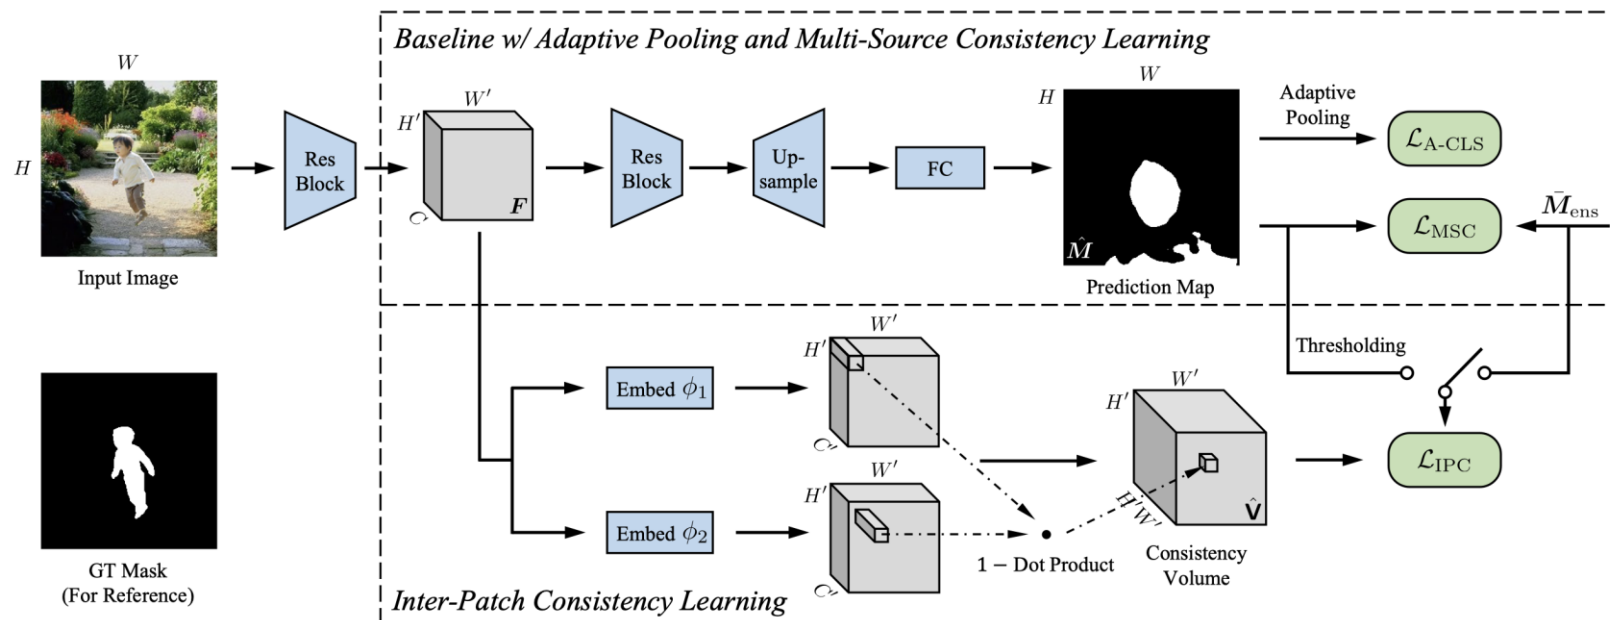 Baseline w/ Adaptive Pooling and Multi-Source Consistency Learning
W
H
Input Image
Res
Block
W′
H′
C
F
Res
Block
Up-
sample
FC
W
H
M̂
Prediction Map
Adaptive
Pooling
ℒA-CLS
ℒMSC
M̄ens
Thresholding
GT Mask
(For Reference)
Embed ϕ1
W′
H′
C′
Embed ϕ2
W′
H′
C′
1 − Dot Product
W′
H′
H′W′
V̂
Consistency
Volume
ℒIPC
Inter-Patch Consistency Learning